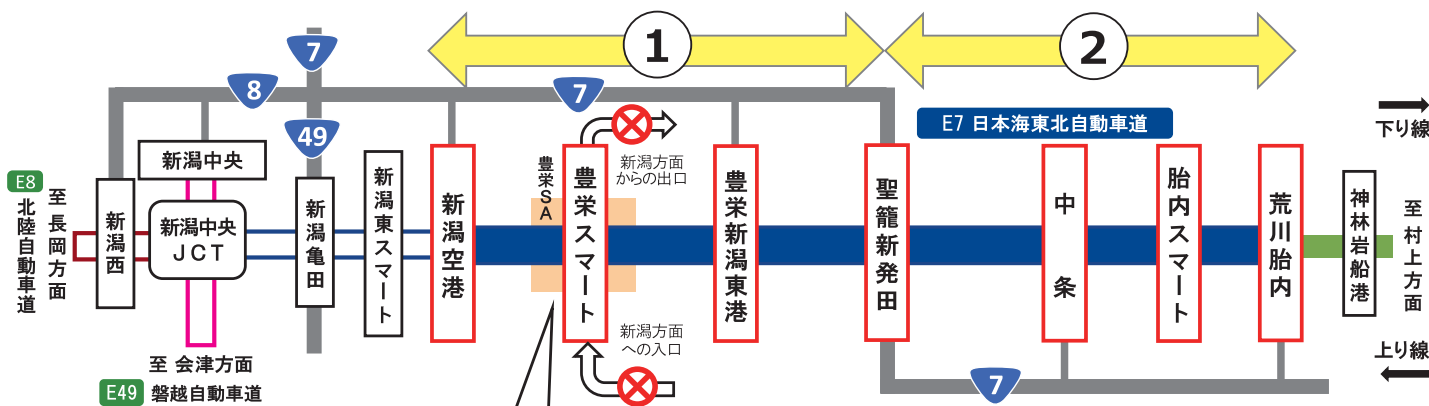 1
2
7
8
7
49
E7 日本海東北自動車道
下り線
新潟中央
新潟方面
からの出口
E8
北陸自動車道
至長岡方面
新潟西
新潟中央
JCT
新潟亀田
新潟東スマート
新潟空港
豊栄SA
豊栄スマート
豊栄新潟東港
聖籠新発田
中条
胎内スマート
荒川胎内
神林岩船港
至村上方面
新潟方面
への入口
上り線
至 会津方面
E49 磐越自動車道
7